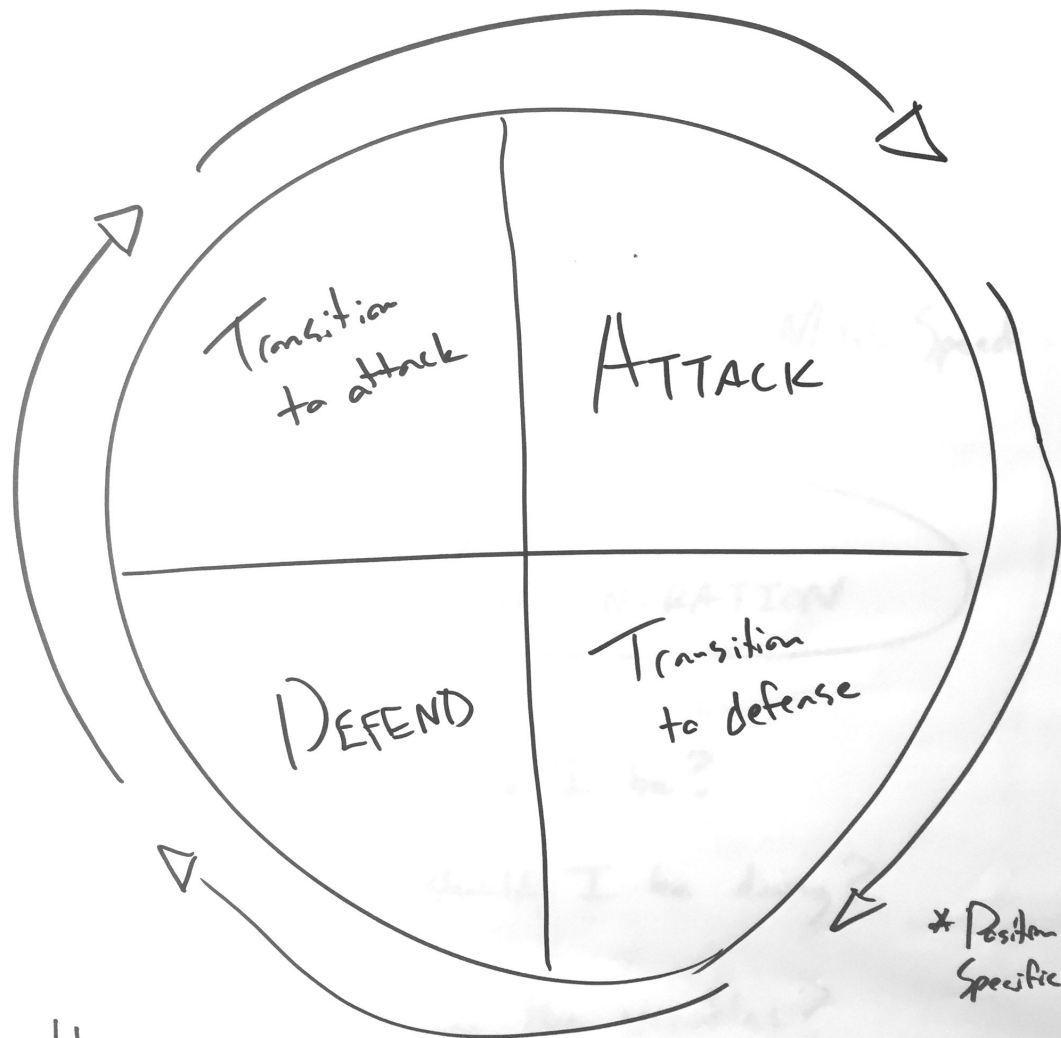 Transition
to attack
ATTACK
DEFEND
Transition
to defense
* Position
Specific